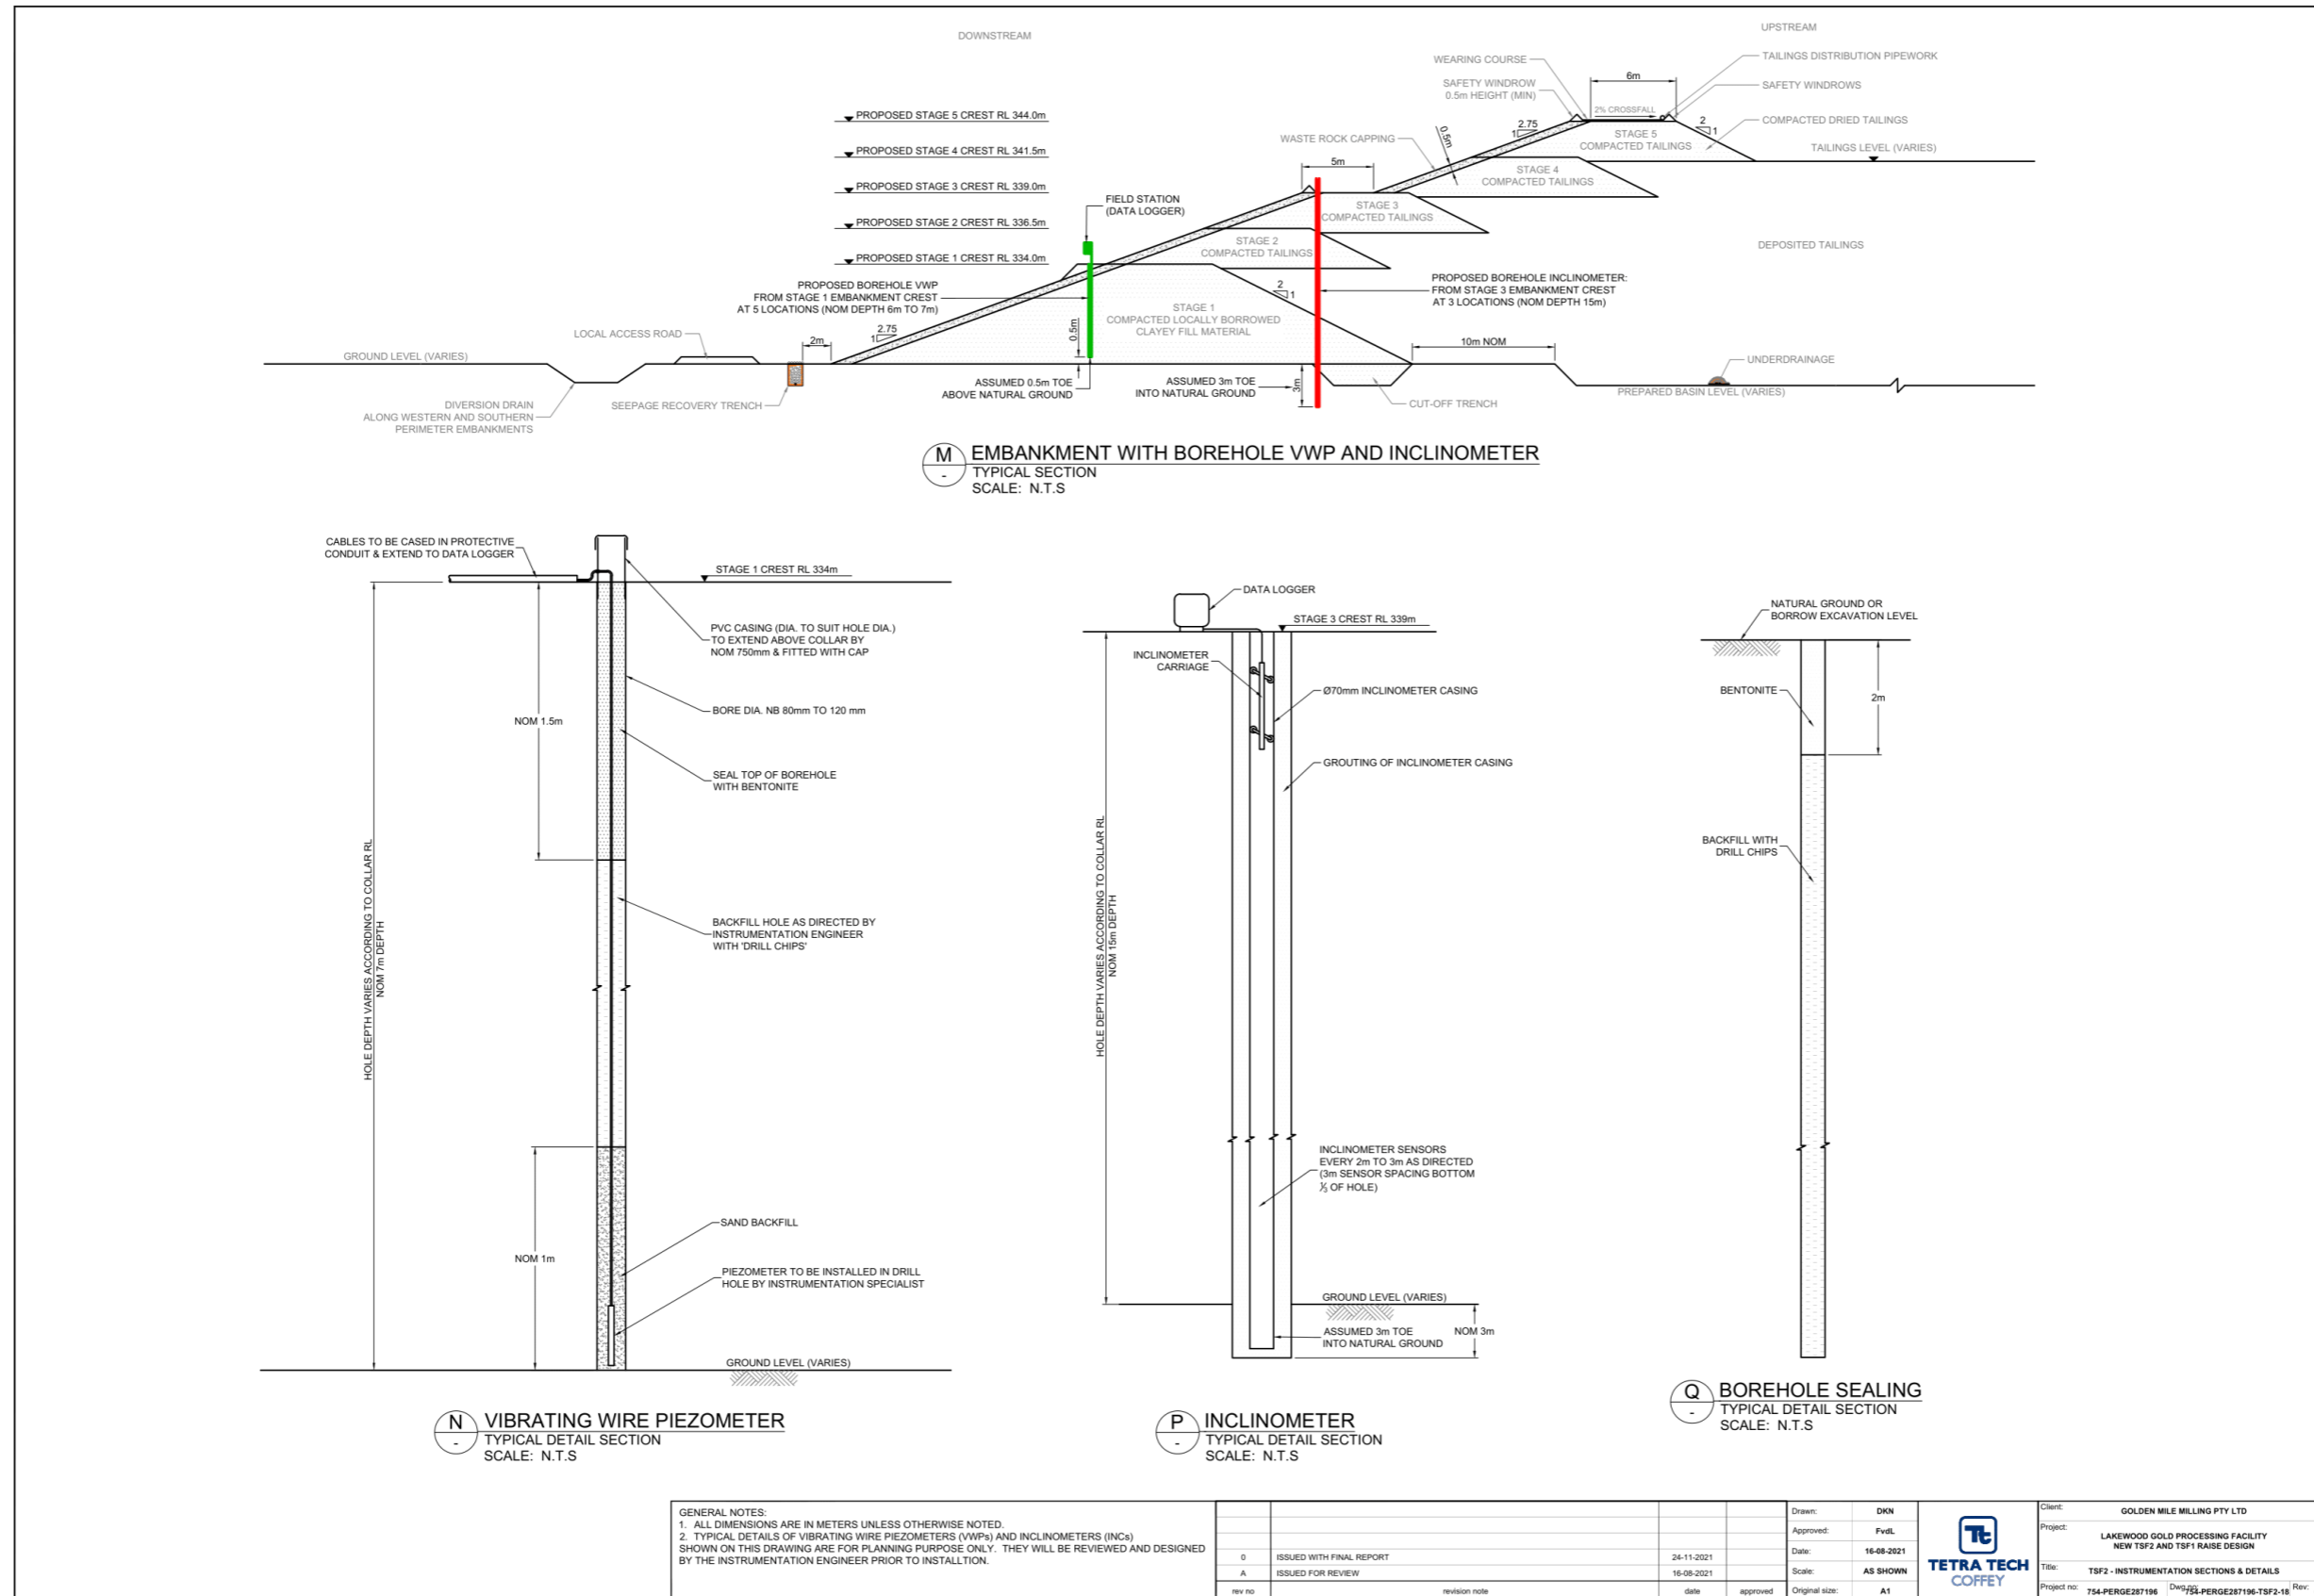 DOWNSTREAM
UPSTREAM
WEARING COURSE
SAFETY WINDROW
0.5m HEIGHT (MIN)
6m
2% CROSSFALL
TAILINGS DISTRIBUTION PIPEWORK
SAFETY WINDROWS
COMPACTED DRIED TAILINGS
TAILINGS LEVEL (VARIES)
PROPOSED STAGE 5 CREST RL 344.0m
PROPOSED STAGE 4 CREST RL 341.5m
PROPOSED STAGE 3 CREST RL 339.0m
PROPOSED STAGE 2 CREST RL 336.5m
PROPOSED STAGE 1 CREST RL 334.0m
WASTE ROCK CAPPING
0.5m
2.75
1
2
1
STAGE 5
COMPACTED TAILINGS
STAGE 4
COMPACTED TAILINGS
5m
STAGE 3
COMPACTED TAILINGS
STAGE 2
COMPACTED TAILINGS
FIELD STATION
(DATA LOGGER)
DEPOSITED TAILINGS
PROPOSED BOREHOLE VWP
FROM STAGE 1 EMBANKMENT CREST
AT 5 LOCATIONS (NOM DEPTH 6m TO 7m)
PROPOSED BOREHOLE INCLINOMETER:
FROM STAGE 3 EMBANKMENT CREST
AT 3 LOCATIONS (NOM DEPTH 15m)
2
1
STAGE 1
COMPACTED LOCALLY BORROWED
CLAYEY FILL MATERIAL
LOCAL ACCESS ROAD
2.75
1
0.5m
2m
10m NOM
GROUND LEVEL (VARIES)
UNDERDRAINAGE
ASSUMED 0.5m TOE
ABOVE NATURAL GROUND
ASSUMED 3m TOE
INTO NATURAL GROUND
3m
PREPARED BASIN LEVEL (VARIES)
DIVERSION DRAIN
ALONG WESTERN AND SOUTHERN
PERIMETER EMBANKMENTS
SEEPAGE RECOVERY TRENCH
CUT-OFF TRENCH
M
-
EMBANKMENT WITH BOREHOLE VWP AND INCLINOMETER
TYPICAL SECTION
SCALE: N.T.S
CABLES TO BE CASED IN PROTECTIVE
CONDUIT & EXTEND TO DATA LOGGER
STAGE 1 CREST RL 334m
PVC CASING (DIA. TO SUIT HOLE DIA.)
TO EXTEND ABOVE COLLAR BY
NOM 750mm & FITTED WITH CAP
BORE DIA. NB 80mm TO 120 mm
NOM 1.5m
SEAL TOP OF BOREHOLE
WITH BENTONITE
HOLE DEPTH VARIES ACCORDING TO COLLAR RL
NOM 7m DEPTH
BACKFILL HOLE AS DIRECTED BY
INSTRUMENTATION ENGINEER
WITH 'DRILL CHIPS'
SAND BACKFILL
NOM 1m
PIEZOMETER TO BE INSTALLED IN DRILL
HOLE BY INSTRUMENTATION SPECIALIST
GROUND LEVEL (VARIES)
N
-
VIBRATING WIRE PIEZOMETER
TYPICAL DETAIL SECTION
SCALE: N.T.S
DATA LOGGER
STAGE 3 CREST RL 339m
INCLINOMETER
CARRIAGE
Ø70mm INCLINOMETER CASING
GROUTING OF INCLINOMETER CASING
HOLE DEPTH VARIES ACCORDING TO COLLAR RL
NOM 15m DEPTH
INCLINOMETER SENSORS
EVERY 2m TO 3m AS DIRECTED
(3m SENSOR SPACING BOTTOM
⅓ OF HOLE)
GROUND LEVEL (VARIES)
ASSUMED 3m TOE
INTO NATURAL GROUND
NOM 3m
P
-
INCLINOMETER
TYPICAL DETAIL SECTION
SCALE: N.T.S
NATURAL GROUND OR
BORROW EXCAVATION LEVEL
BENTONITE
2m
BACKFILL WITH
DRILL CHIPS
Q
-
BOREHOLE SEALING
TYPICAL DETAIL SECTION
SCALE: N.T.S
GENERAL NOTES:
1. ALL DIMENSIONS ARE IN METERS UNLESS OTHERWISE NOTED.
2. TYPICAL DETAILS OF VIBRATING WIRE PIEZOMETERS (VWPs) AND INCLINOMETERS (INCs)
SHOWN ON THIS DRAWING ARE FOR PLANNING PURPOSE ONLY. THEY WILL BE REVIEWED AND DESIGNED
BY THE INSTRUMENTATION ENGINEER PRIOR TO INSTALLTION.
0 ISSUED WITH FINAL REPORT 24-11-2021
A ISSUED FOR REVIEW 16-08-2021
rev no revision note date approved
Drawn: DKN
Approved: FvdL
Date: 16-08-2021
Scale: AS SHOWN
Original size: A1
Tt
TETRA TECH
COFFEY
Client: GOLDEN MILE MILLING PTY LTD
Project: LAKEWOOD GOLD PROCESSING FACILITY
NEW TSF2 AND TSF1 RAISE DESIGN
Title: TSF2 - INSTRUMENTATION SECTIONS & DETAILS
Project no: 754-PERGE287196 Dwg no: 754-PERGE287196-TSF2-18 Rev: